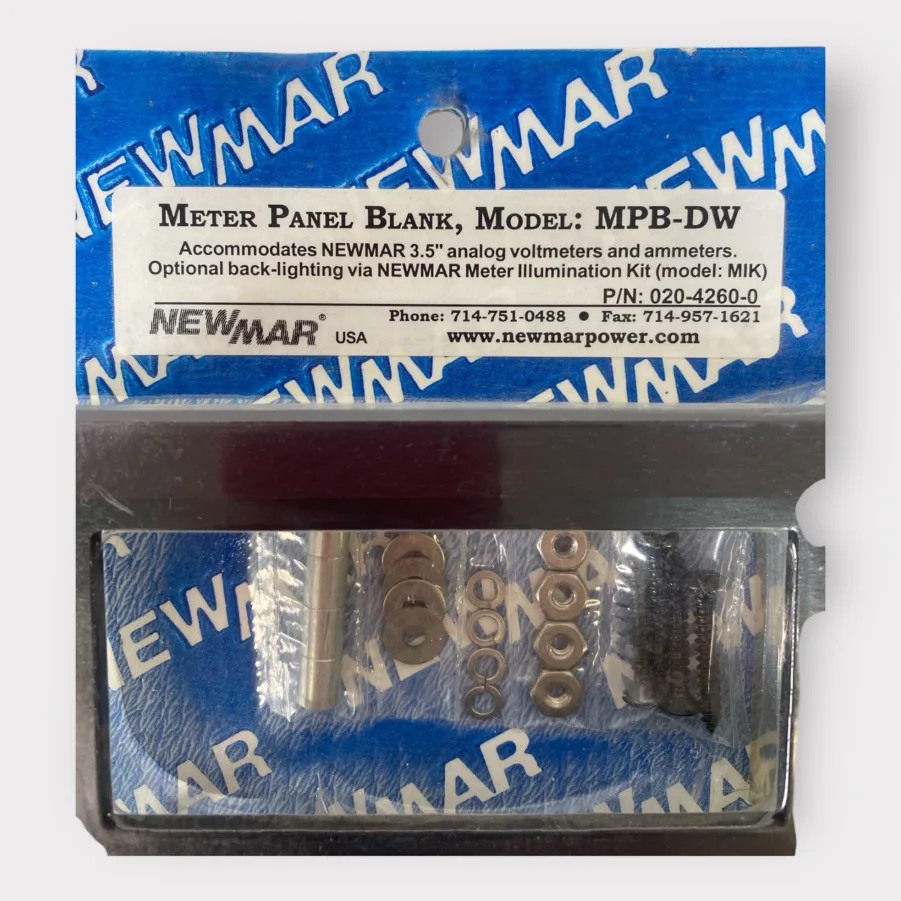 NEWMAR
NEWMAR
NEWMAR
METER PANEL BLANK, MODEL: MPB-DW
Accommodates NEWMAR 3.5" analog voltmeters and ammeters.
Optional back-lighting via NEWMAR Meter Illumination Kit (model: MIK)
P/N: 020-4260-0
NEWMAR® USA
Phone: 714-751-0488 ● Fax: 714-957-1621
www.newmarpower.com
NEWMAR
NEWMAR